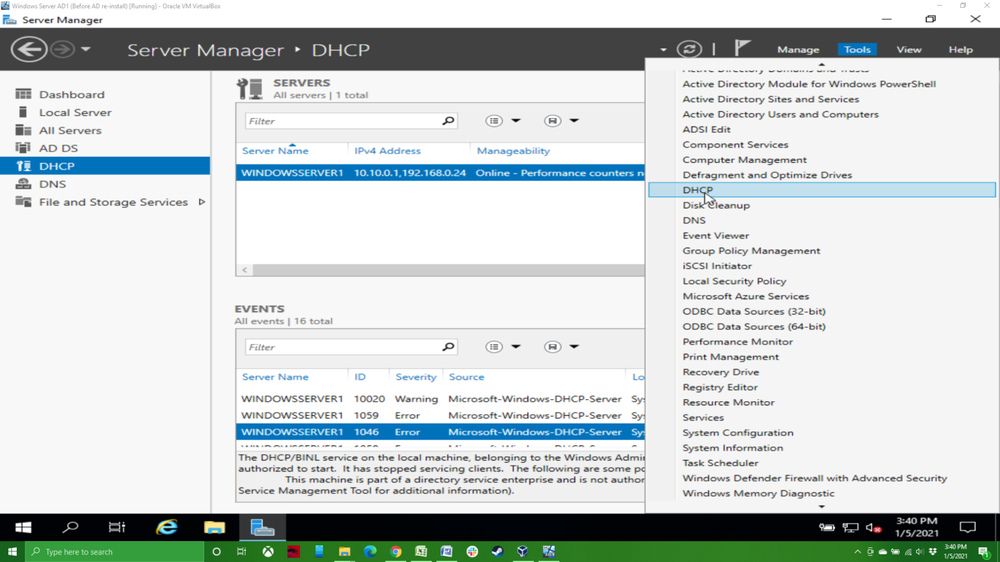 Windows Server AD1 (Before AD re-install) [Running] - Oracle VM VirtualBox
Server Manager
Server Manager ‣ DHCP
Manage
Tools
View
Help
Dashboard
Local Server
All Servers
AD DS
DHCP
DNS
File and Storage Services
SERVERS
All servers | 1 total
Filter
Server Name IPv4 Address Manageability
WINDOWSSERVER1 10.10.0.1,192.168.0.24 Online - Performance counters n
EVENTS
All events | 16 total
Filter
Server Name ID Severity Source Lo
WINDOWSSERVER1 10020 Warning Microsoft-Windows-DHCP-Server Sys
WINDOWSSERVER1 1059 Error Microsoft-Windows-DHCP-Server Sys
WINDOWSSERVER1 1046 Error Microsoft-Windows-DHCP-Server Sys
The DHCP/BINL service on the local machine, belonging to the Windows Admi
authorized to start. It has stopped servicing clients. The following are some po
This machine is part of a directory service enterprise and is not author
Service Management Tool for additional information).
Active Directory Domains and Trusts
Active Directory Module for Windows PowerShell
Active Directory Sites and Services
Active Directory Users and Computers
ADSI Edit
Component Services
Computer Management
Defragment and Optimize Drives
DHCP
Disk Cleanup
DNS
Event Viewer
Group Policy Management
iSCSI Initiator
Local Security Policy
Microsoft Azure Services
ODBC Data Sources (32-bit)
ODBC Data Sources (64-bit)
Performance Monitor
Print Management
Recovery Drive
Registry Editor
Resource Monitor
Services
System Configuration
System Information
Task Scheduler
Windows Defender Firewall with Advanced Security
Windows Memory Diagnostic
3:40 PM
1/5/2021
Type here to search
3:40 PM
1/5/2021